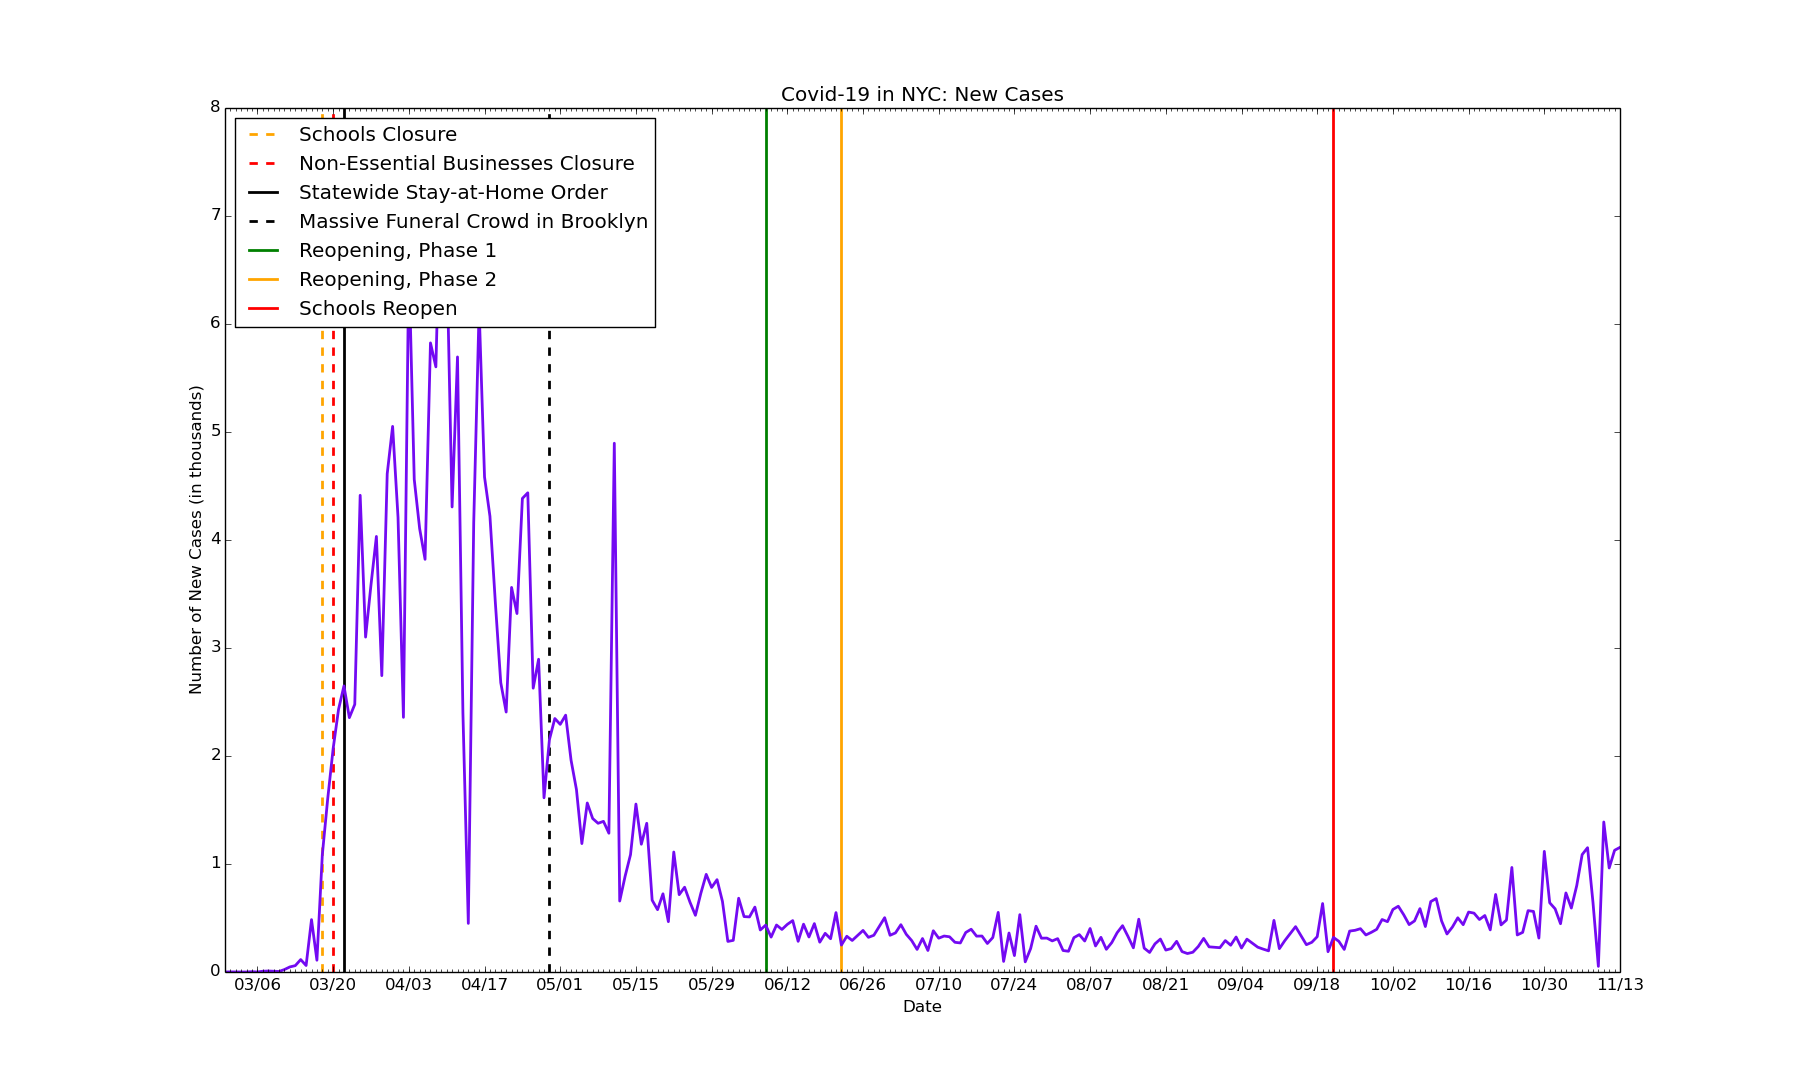 Covid-19 in NYC: New Cases
8
7
6
5
4
3
2
1
0
Number of New Cases (in thousands)
Schools Closure
Non-Essential Businesses Closure
Statewide Stay-at-Home Order
Massive Funeral Crowd in Brooklyn
Reopening, Phase 1
Reopening, Phase 2
Schools Reopen
03/06 03/20 04/03 04/17 05/01 05/15 05/29 06/12 06/26 07/10 07/24 08/07 08/21 09/04 09/18 10/02 10/16 10/30 11/13
Date